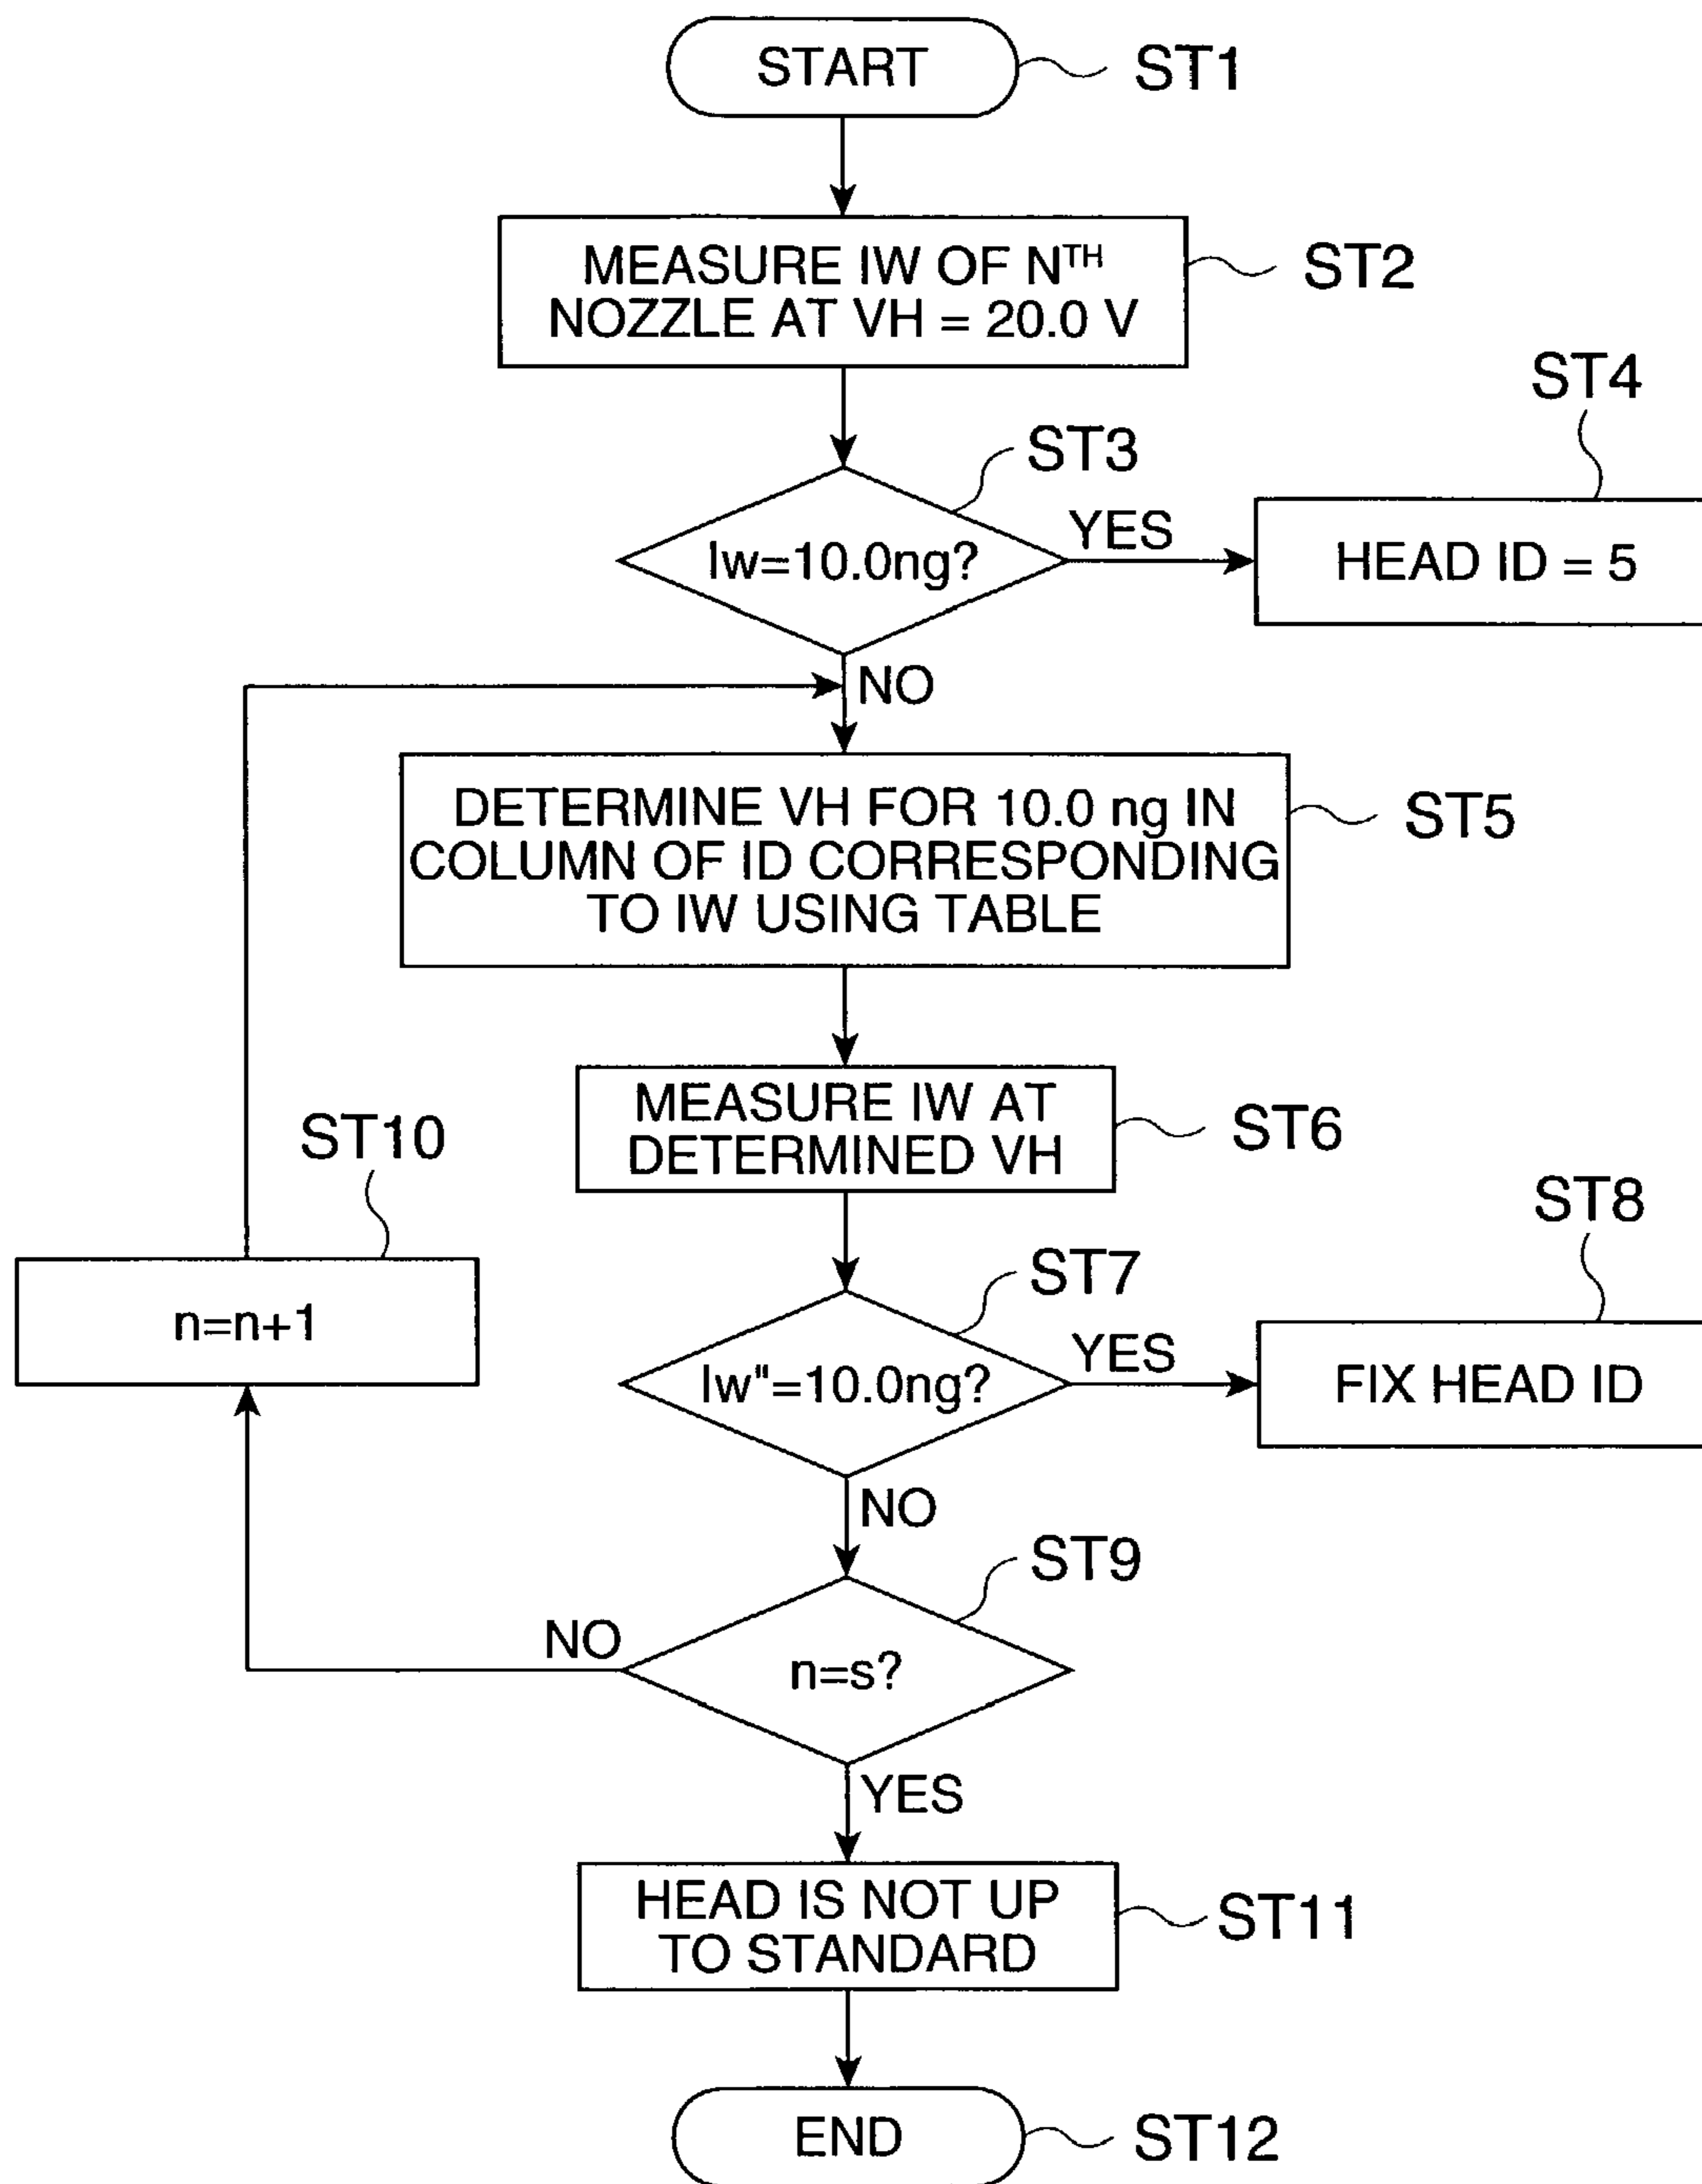 START
ST1
MEASURE IW OF NTH
NOZZLE AT VH = 20.0 V
ST2
ST4
ST3
Iw=10.0ng?
YES
HEAD ID = 5
NO
DETERMINE VH FOR 10.0 ng IN
COLUMN OF ID CORRESPONDING
TO IW USING TABLE
ST5
MEASURE IW AT
DETERMINED VH
ST6
ST10
n=n+1
ST8
ST7
Iw"=10.0ng?
YES
FIX HEAD ID
NO
ST9
NO
n=s?
YES
HEAD IS NOT UP
TO STANDARD
ST11
END
ST12